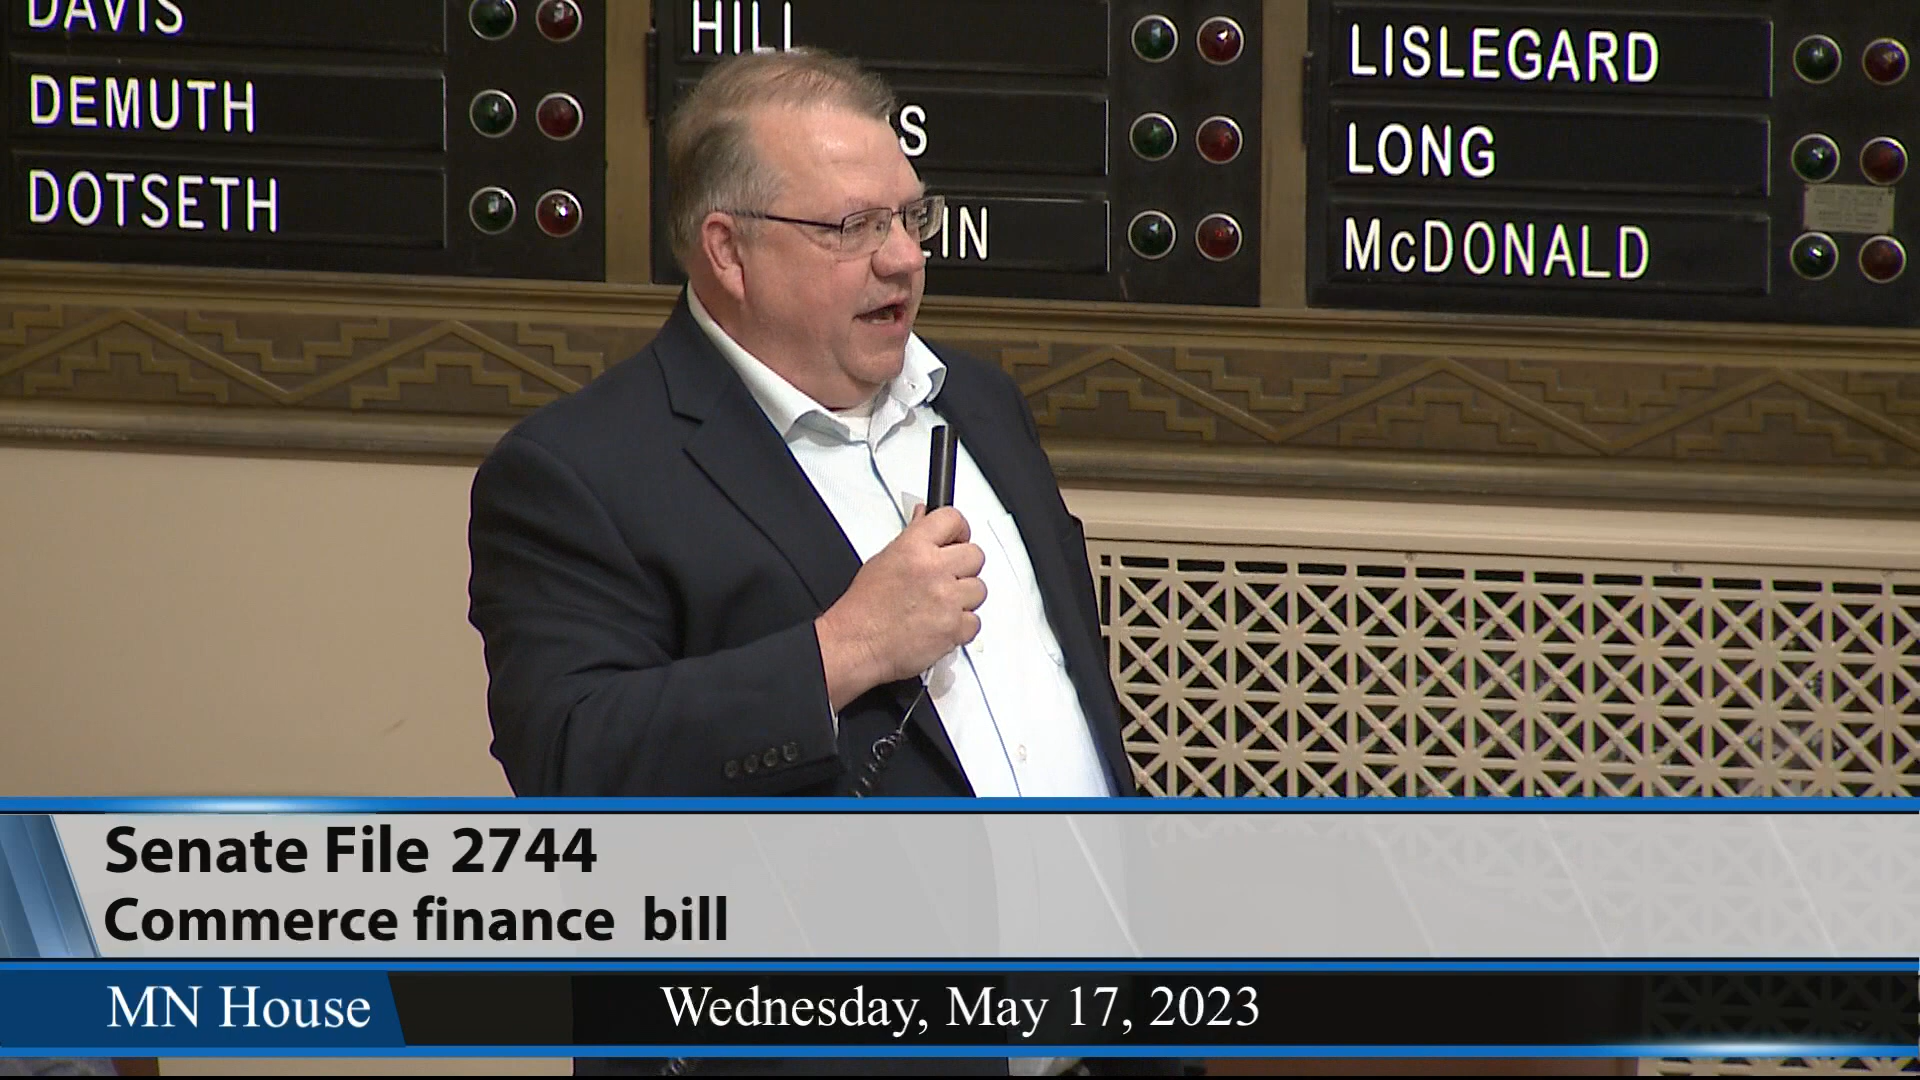 DAVIS
DEMUTH
DOTSETH
HILL
LISLEGARD
LONG
McDONALD
Senate File 2744
Commerce finance bill
MN House
Wednesday, May 17, 2023